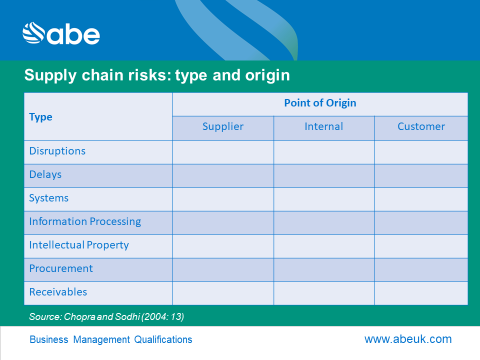 abe
Supply chain risks: type and origin
Type
Point of Origin
Supplier Internal Customer
Disruptions
Delays
Systems
Information Processing
Intellectual Property
Procurement
Receivables
Source: Chopra and Sodhi (2004: 13)
Business Management Qualifications www.abeuk.com